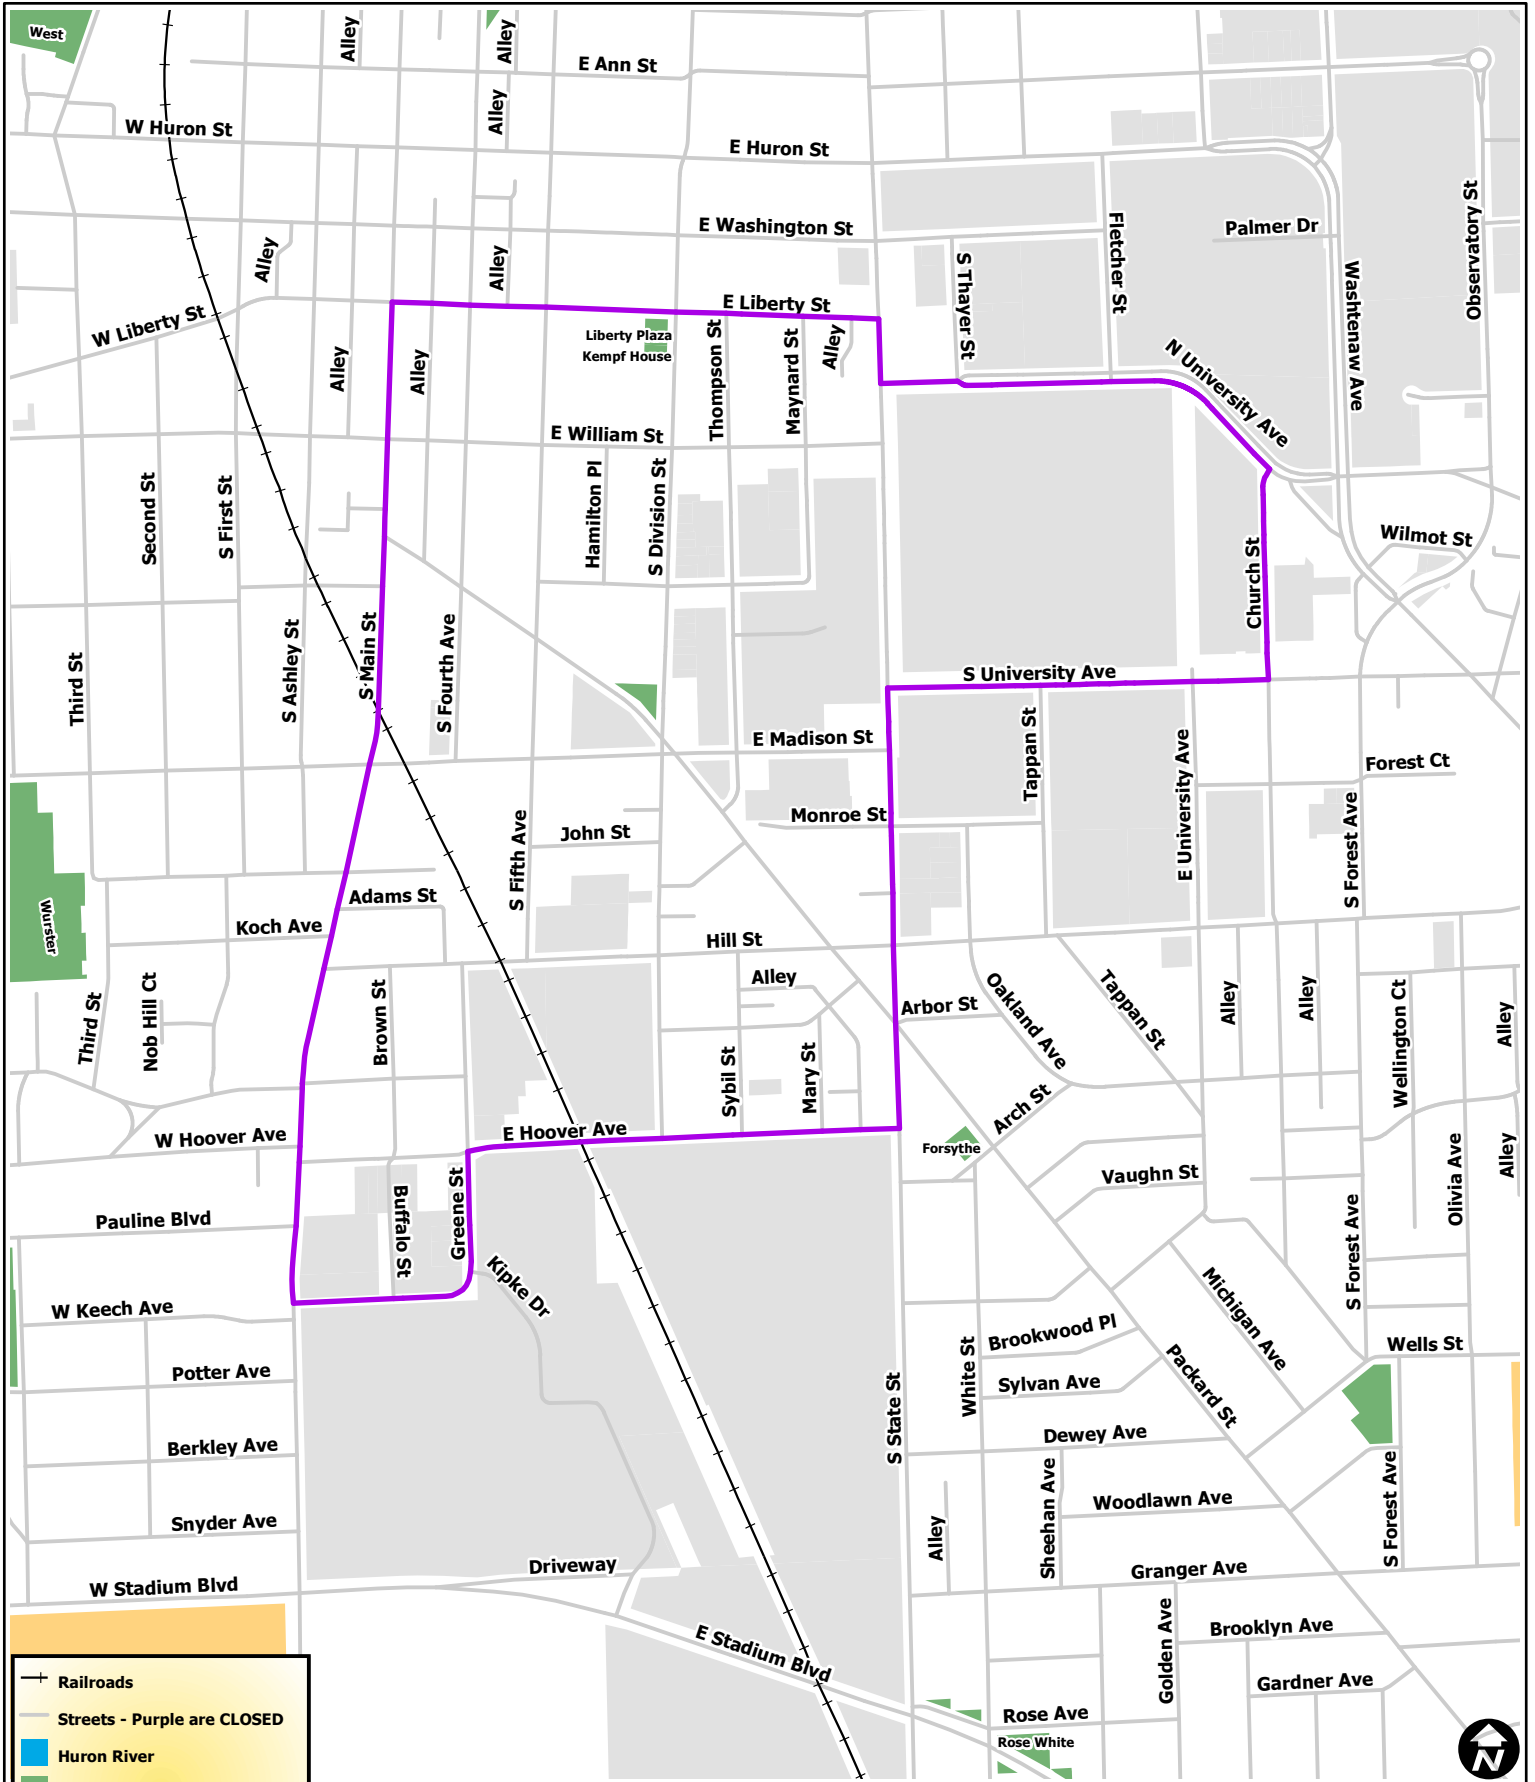 West
Alley
Alley
E Ann St
Alley
W Huron St
E Huron St
E Washington St
Fletcher St
Palmer Dr
Observatory St
Alley
Alley
S Thayer St
Washtenaw Ave
W Liberty St
E Liberty St
Liberty Plaza
Kempf House
Thompson St
Maynard St
Alley
Alley
Alley
N University Ave
E William St
Second St
S First St
Hamilton Pl
S Division St
Church St
Wilmot St
Third St
S Ashley St
S Main St
S Fourth Ave
S University Ave
Tappan St
E Madison St
E University Ave
Forest Ct
Monroe St
John St
S Fifth Ave
S Forest Ave
Adams St
Koch Ave
Wurster
Hill St
Alley
Third St
Nob Hill Ct
Brown St
Arbor St
Oakland Ave
Tappan St
Alley
Alley
Wellington Ct
Alley
Sybil St
Mary St
Arch St
W Hoover Ave
E Hoover Ave
Forsythe
Vaughn St
Olivia Ave
Alley
Pauline Blvd
Buffalo St
Greene St
Kipke Dr
S Forest Ave
W Keech Ave
Michigan Ave
Brookwood Pl
Wells St
Potter Ave
White St
Sylvan Ave
Packard St
S State St
Berkley Ave
Dewey Ave
Sheehan Ave
Woodlawn Ave
S Forest Ave
Snyder Ave
Alley
Driveway
Granger Ave
W Stadium Blvd
E Stadium Blvd
Golden Ave
Brooklyn Ave
Gardner Ave
Rose Ave
Rose White
Railroads
Streets - Purple are CLOSED
Huron River
N